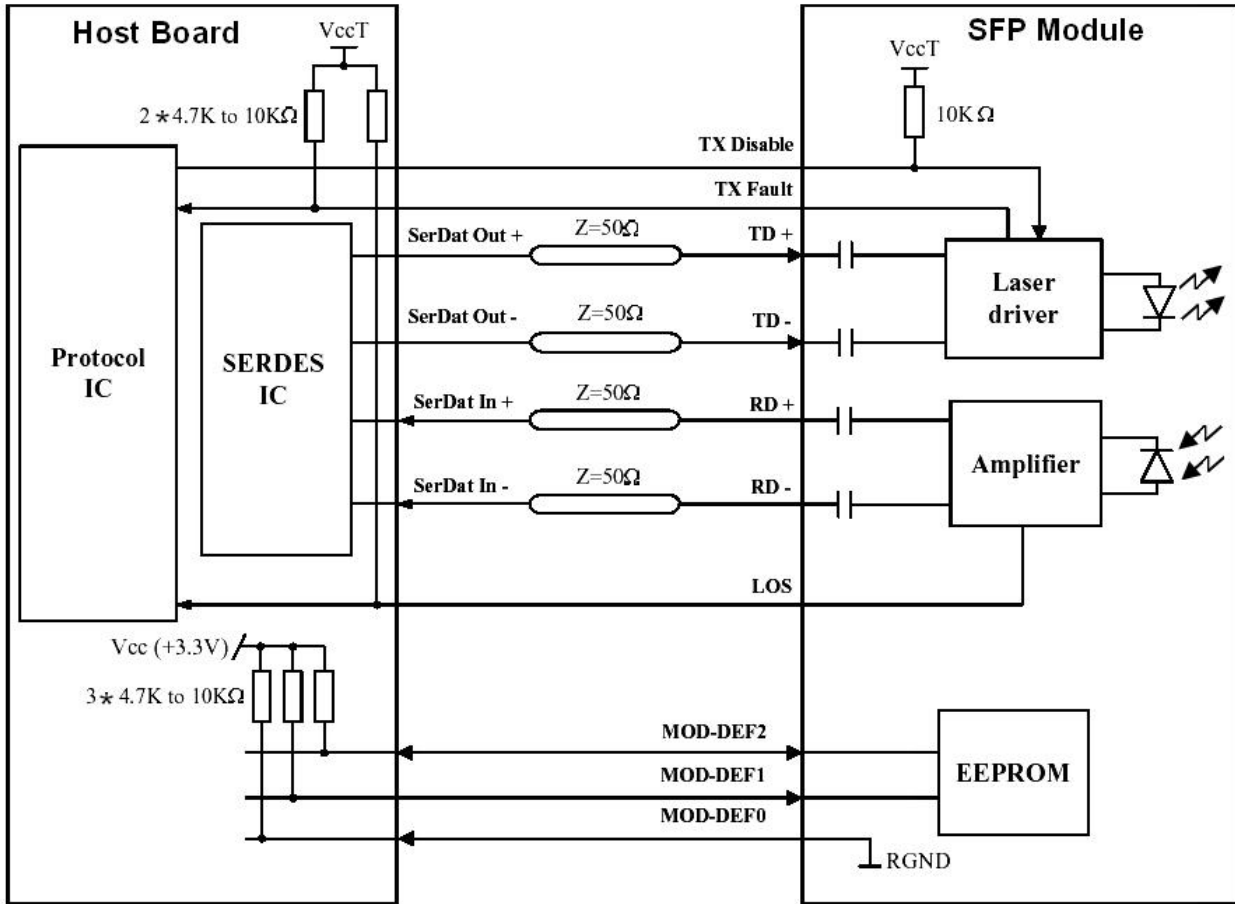 Host Board
SFP Module
VccT
VccT
2*4.7K to 10KΩ
10KΩ
TX Disable
TX Fault
SerDat Out +
Z=50Ω
TD +
SerDat Out -
Z=50Ω
TD -
Laser
driver
Protocol
IC
SERDES
IC
SerDat In +
Z=50Ω
RD +
SerDat In -
Z=50Ω
RD -
Amplifier
LOS
Vcc (+3.3V)
3*4.7K to 10KΩ
MOD-DEF2
MOD-DEF1
MOD-DEF0
EEPROM
RGND